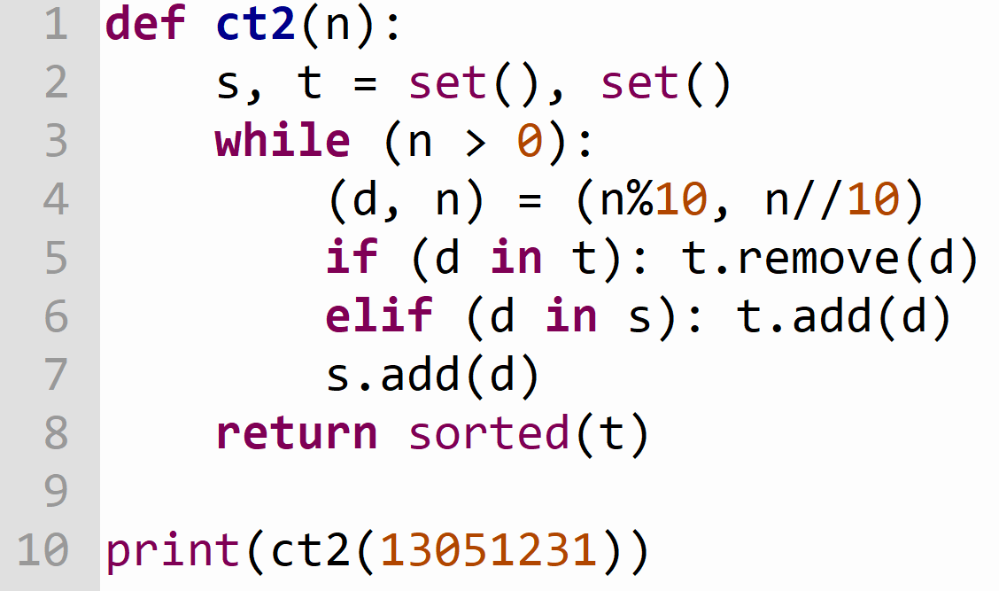 1 def ct2(n):
2     s, t = set(), set()
3     while (n > 0):
4         (d, n) = (n%10, n//10)
5         if (d in t): t.remove(d)
6         elif (d in s): t.add(d)
7         s.add(d)
8     return sorted(t)
9
10 print(ct2(13051231))